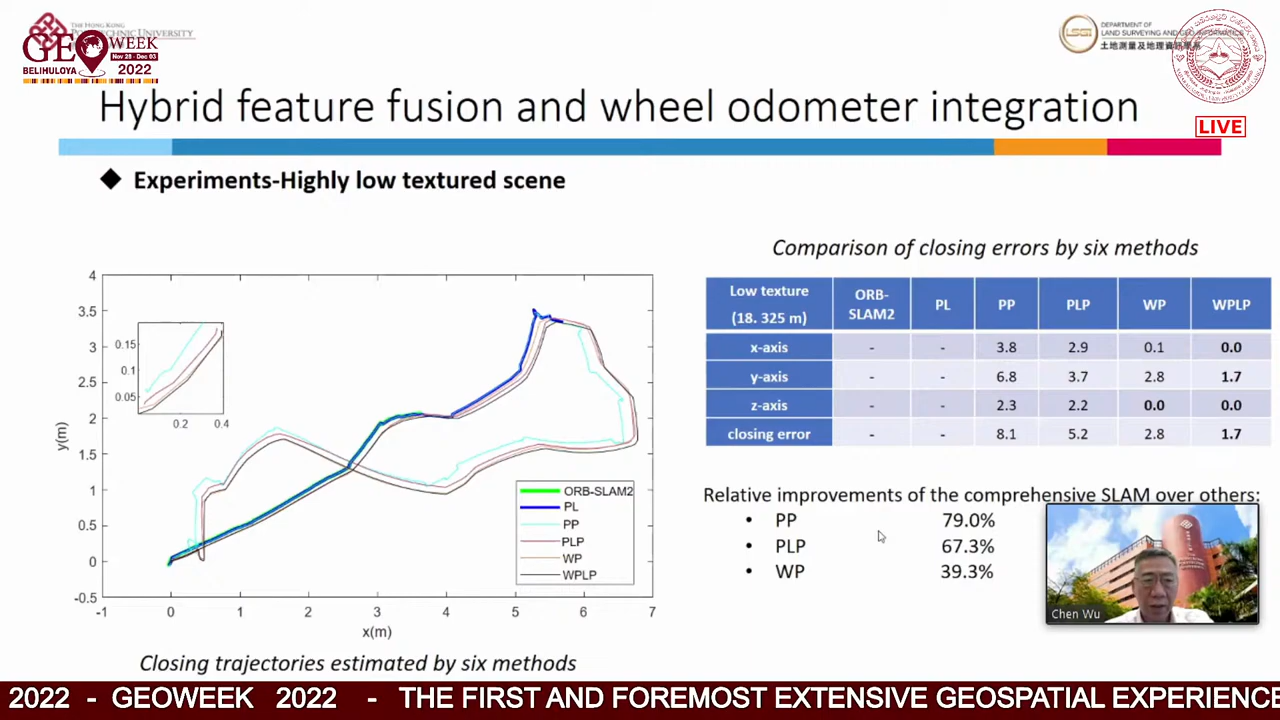 THE HONG KONG
POLYTECHNIC UNIVERSITY
GEOWEEK
Nov 28 - Dec 03
BELIHULOYA 2022
LSGI
DEPARTMENT OF
LAND SURVEYING AND GEO-INFORMATICS
土地測量及地理資訊學系
LIVE
Hybrid feature fusion and wheel odometer integration
Experiments-Highly low textured scene
4
3.5
3
2.5
2
1.5
1
0.5
0
-0.5
y(m)
-1 0 1 2 3 4 5 6 7
x(m)
0.15
0.1
0.05
0.2 0.4
ORB-SLAM2
PL
PP
PLP
WP
WPLP
Closing trajectories estimated by six methods
Comparison of closing errors by six methods
Low texture (18. 325 m) ORB-SLAM2 PL PP PLP WP WPLP
x-axis - - 3.8 2.9 0.1 0.0
y-axis - - 6.8 3.7 2.8 1.7
z-axis - - 2.3 2.2 0.0 0.0
closing error - - 8.1 5.2 2.8 1.7
Relative improvements of the comprehensive SLAM over others:
• PP 79.0%
• PLP 67.3%
• WP 39.3%
Chen Wu
2022 - GEOWEEK 2022 - THE FIRST AND FOREMOST EXTENSIVE GEOSPATIAL EXPERIENCE